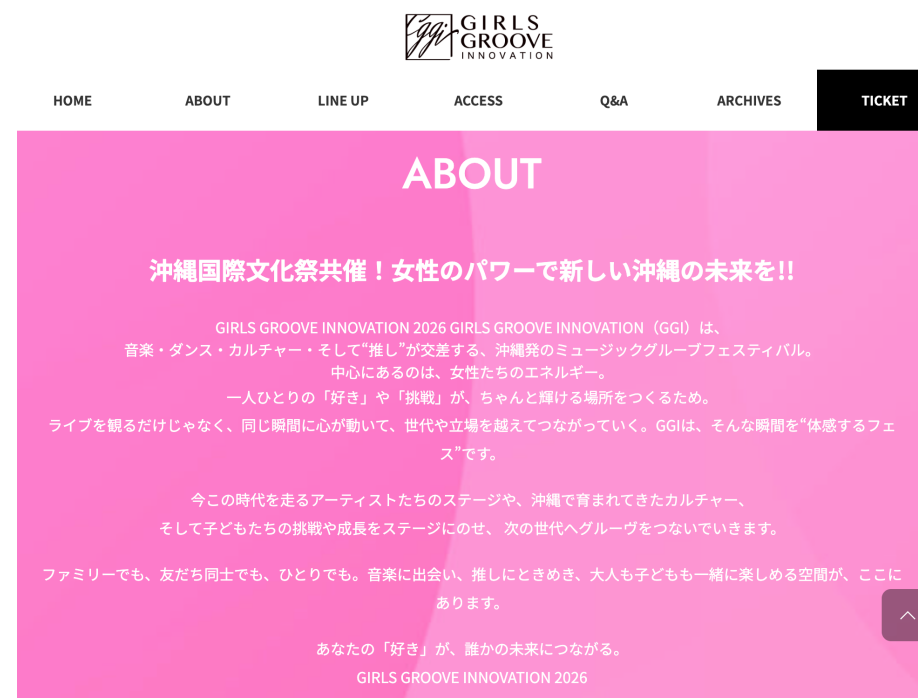 ggi GIRLS
GROOVE
INNOVATION
HOME ABOUT LINE UP ACCESS Q&A ARCHIVES TICKET
ABOUT
沖縄国際文化祭共催！女性のパワーで新しい沖縄の未来を!!
GIRLS GROOVE INNOVATION 2026 GIRLS GROOVE INNOVATION（GGI）は、
音楽・ダンス・カルチャー・そして“推し”が交差する、沖縄発のミュージックグルーブフェスティバル。
中心にあるのは、女性たちのエネルギー。
一人ひとりの「好き」や「挑戦」が、ちゃんと輝ける場所をつくるため。
ライブを観るだけじゃなく、同じ瞬間に心が動いて、世代や立場を越えてつながっていく。GGIは、そんな瞬間を“体感するフェ
ス”です。
今この時代を走るアーティストたちのステージや、沖縄で育まれてきたカルチャー、
そして子どもたちの挑戦や成長をステージにのせ、 次の世代へグルーヴをつないでいきます。
ファミリーでも、友だち同士でも、ひとりでも。音楽に出会い、推しにときめき、大人も子どもも一緒に楽しめる空間が、ここに
あります。
あなたの「好き」が、誰かの未来につながる。
GIRLS GROOVE INNOVATION 2026